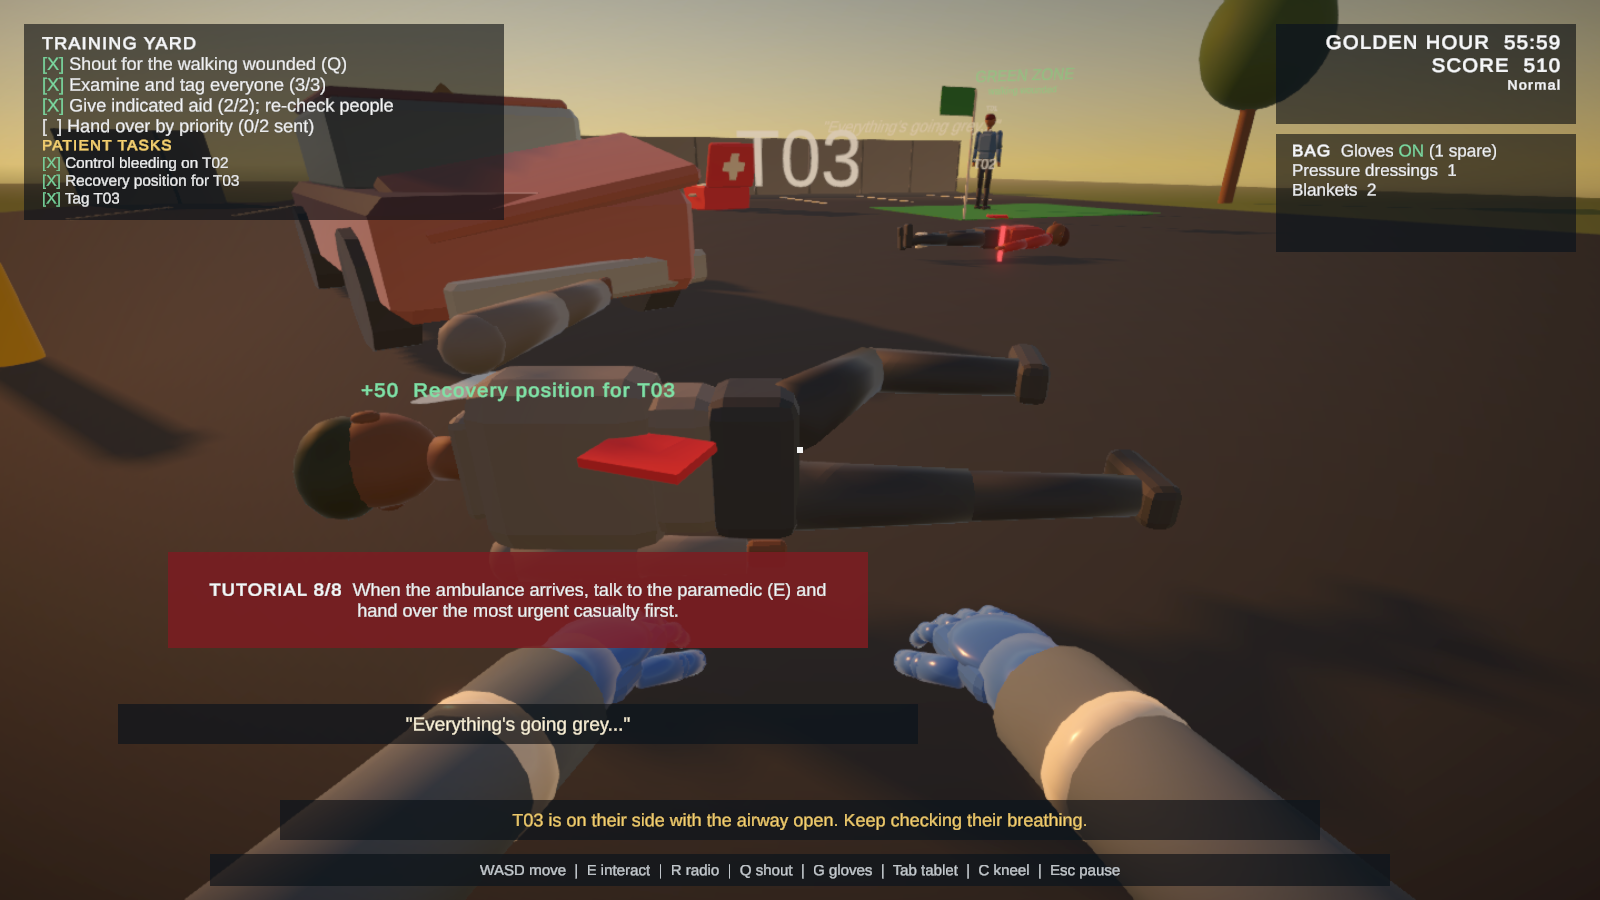 TRAINING YARD
[X] Shout for the walking wounded (Q)
[X] Examine and tag everyone (3/3)
[X] Give indicated aid (2/2); re-check people
[ ] Hand over by priority (0/2 sent)
PATIENT TASKS
[X] Control bleeding on T02
[X] Recovery position for T03
[X] Tag T03
GOLDEN HOUR 55:59
SCORE 510
Normal
BAG Gloves ON (1 spare)
Pressure dressings 1
Blankets 2
GREEN ZONE
"Everything's going grey
T03
T02
+50 Recovery position for T03
TUTORIAL 8/8 When the ambulance arrives, talk to the paramedic (E) and
hand over the most urgent casualty first.
"Everything's going grey..."
T03 is on their side with the airway open. Keep checking their breathing.
WASD move | E interact | R radio | Q shout | G gloves | Tab tablet | C kneel | Esc pause